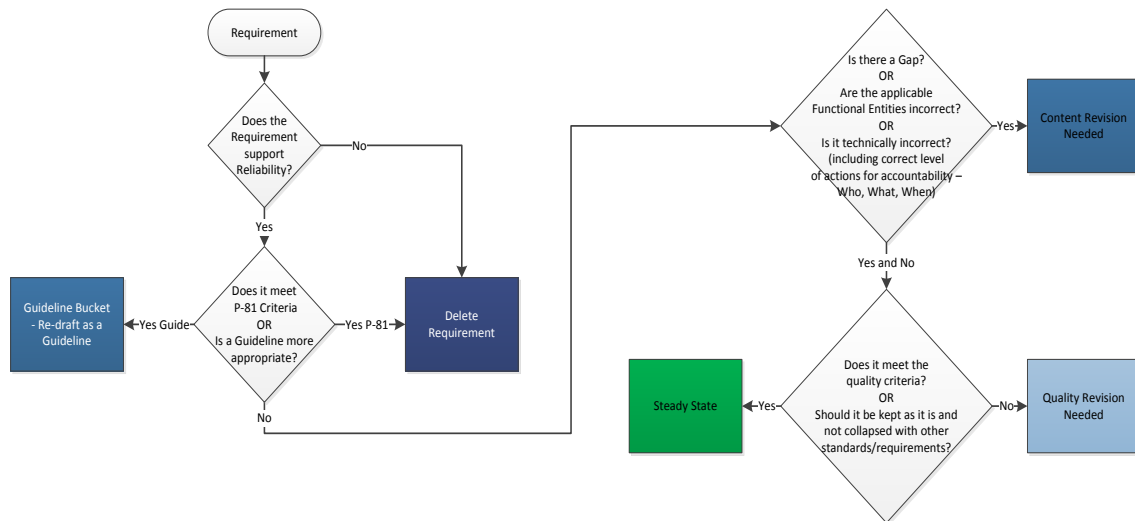 Requirement
Does the
Requirement
support
Reliability?
No
Yes
Does it meet
P-81 Criteria
OR
Is a Guideline more
appropriate?
Yes Guide
Guideline Bucket
- Re-draft as a
Guideline
Yes P-81
Delete
Requirement
No
Is there a Gap?
OR
Are the applicable
Functional Entities incorrect?
OR
Is it technically incorrect?
(including correct level
of actions for accountability –
Who, What, When)
Yes
Content Revision
Needed
Yes and No
Does it meet the
quality criteria?
OR
Should it be kept as it is and
not collapsed with other
standards/requirements?
Yes
Steady State
No
Quality Revision
Needed